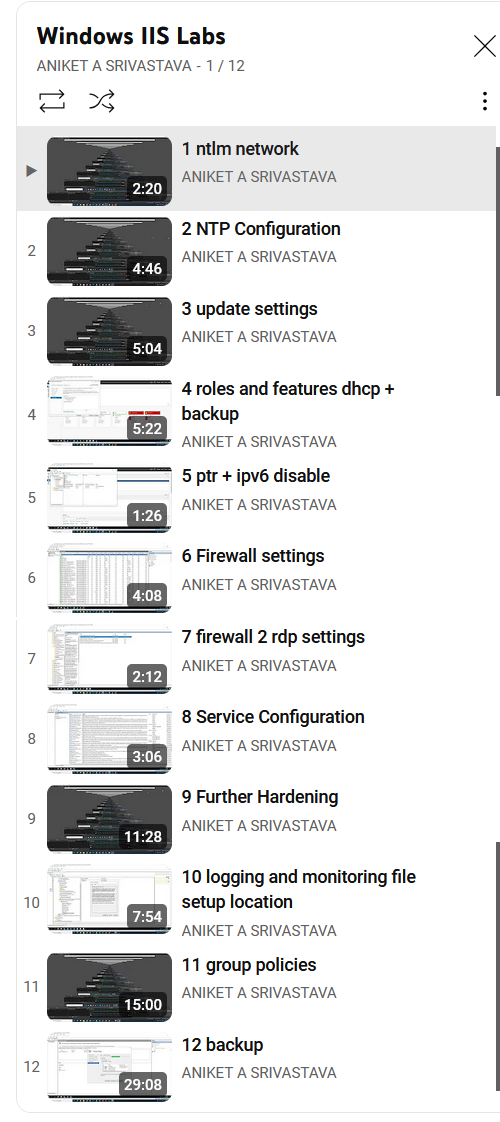 Windows IIS Labs
ANIKET A SRIVASTAVA - 1 / 12
1 ntlm network
ANIKET A SRIVASTAVA
2:20
2
2 NTP Configuration
ANIKET A SRIVASTAVA
4:46
3
3 update settings
ANIKET A SRIVASTAVA
5:04
4
4 roles and features dhcp +
backup
ANIKET A SRIVASTAVA
5:22
5
5 ptr + ipv6 disable
ANIKET A SRIVASTAVA
1:26
6
6 Firewall settings
ANIKET A SRIVASTAVA
4:08
7
7 firewall 2 rdp settings
ANIKET A SRIVASTAVA
2:12
8
8 Service Configuration
ANIKET A SRIVASTAVA
3:06
9
9 Further Hardening
ANIKET A SRIVASTAVA
11:28
10
10 logging and monitoring file
setup location
ANIKET A SRIVASTAVA
7:54
11
11 group policies
ANIKET A SRIVASTAVA
15:00
12
12 backup
ANIKET A SRIVASTAVA
29:08